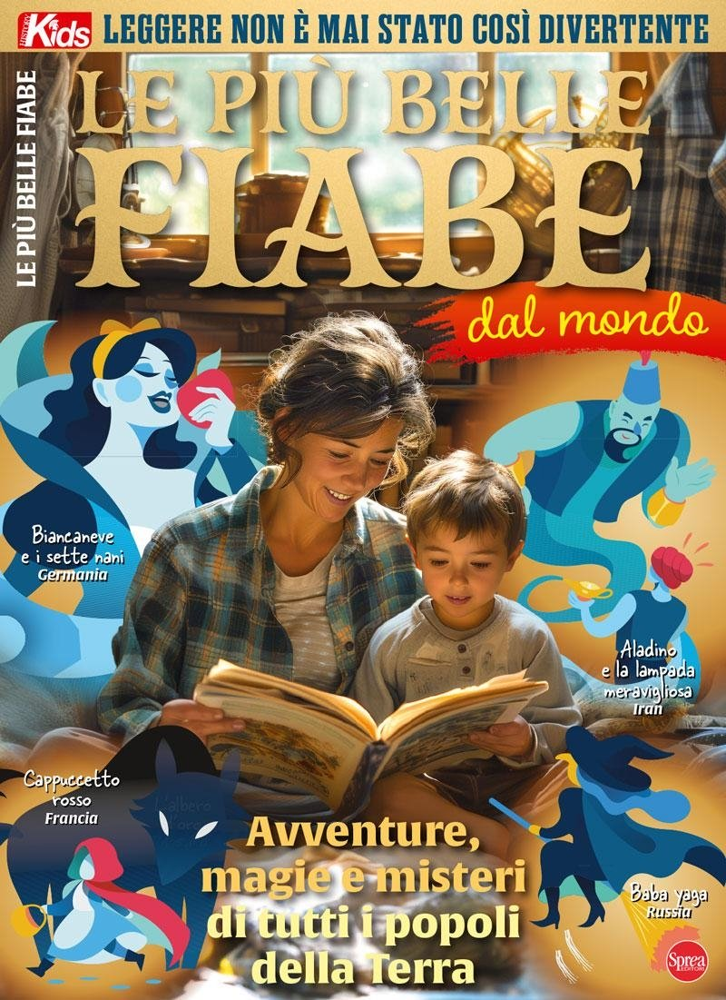 HISTORY
Kids
LEGGERE NON È MAI STATO COSÌ DIVERTENTE
LE PIÙ BELLE FIABE
LE PIÙ BELLE
FIABE
dal mondo
Biancaneve
e i sette nani
Germania
Aladino
e la lampada
meravigliosa
Iran
Cappuccetto
rosso
Francia
L'albero
d'oro
Avventure,
magie e misteri
di tutti i popoli
della Terra
Baba yaga
Russia
Sprea
EDITORI